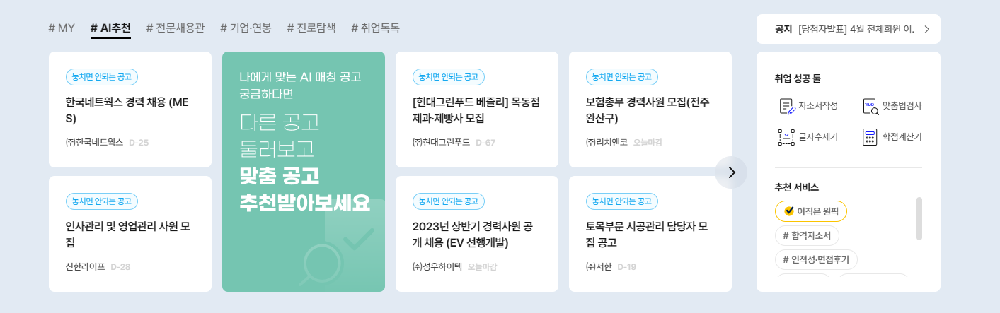 # MY
# AI추천
# 전문채용관
# 기업·연봉
# 진로탐색
# 취업톡톡
공지 [당첨자발표] 4월 전체회원 이.
놓치면 안되는 공고
한국네트웍스 경력 채용 (ME
S)
㈜한국네트웍스 D-25
나에게 맞는 AI 매칭 공고
궁금하다면
다른 공고
둘러보고
맞춤 공고
추천받아보세요
놓치면 안되는 공고
[현대그린푸드 베즐리] 목동점
제과·제빵사 모집
㈜현대그린푸드 D-67
놓치면 안되는 공고
보험총무 경력사원 모집(전주
완산구)
㈜리치앤코 오늘마감
놓치면 안되는 공고
인사관리 및 영업관리 사원 모
집
신한라이프 D-28
놓치면 안되는 공고
2023년 상반기 경력사원 공
개 채용 (EV 선행개발)
㈜성우하이텍 오늘마감
놓치면 안되는 공고
토목부문 시공관리 담당자 모
집 공고
㈜서한 D-19
취업 성공 툴
자소서작성
맞춤법검사
글자수세기
학점계산기
추천 서비스
이직은 원픽
# 합격자소서
# 인적성·면접후기